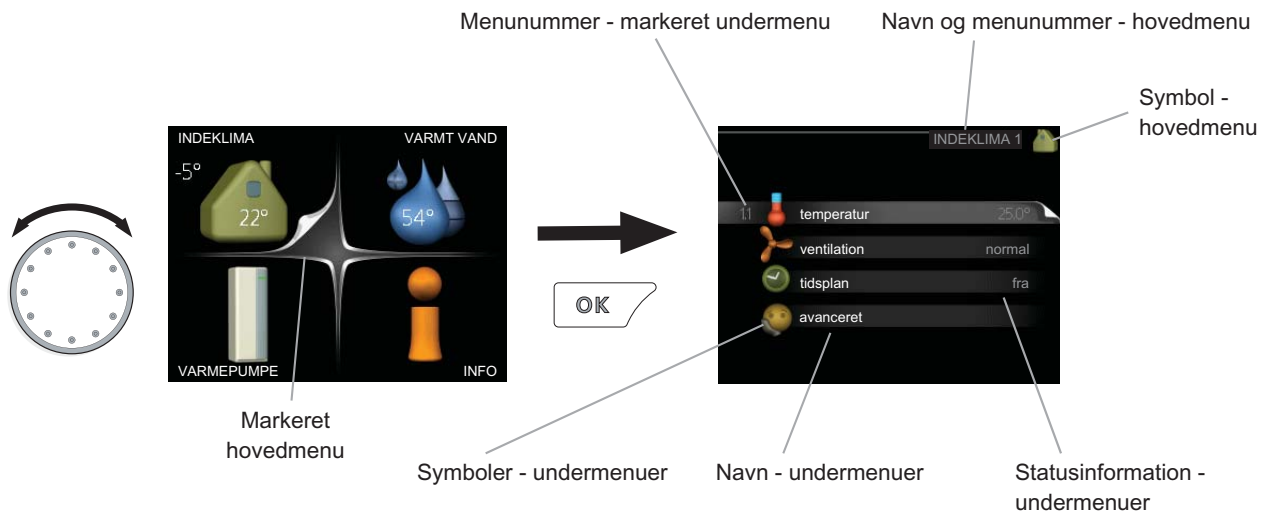 Menunummer - markeret undermenu
Navn og menunummer - hovedmenu
Symbol -
hovedmenu
INDEKLIMA
VARMT VAND
-5°
22°
54°
VARMEPUMPE
INFO
OK
INDEKLIMA 1
1.1
temperatur
25.0°
ventilation
normal
tidsplan
fra
avanceret
Markeret
hovedmenu
Symboler - undermenuer
Navn - undermenuer
Statusinformation -
undermenuer